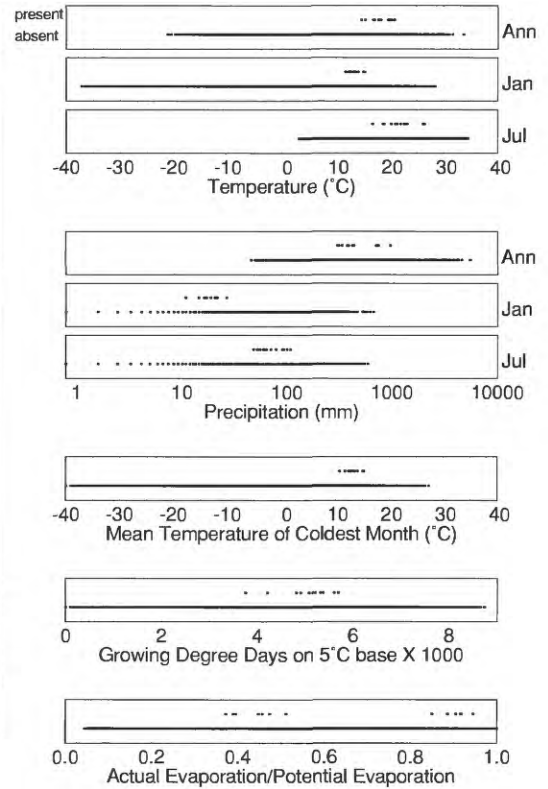 present
absent
Ann
Jan
Jul
-40 -30 -20 -10 0 10 20 30 40
Temperature (˚C)
Ann
Jan
Jul
1 10 100 1000 10000
Precipitation (mm)
-40 -30 -20 -10 0 10 20 30 40
Mean Temperature of Coldest Month (˚C)
0 2 4 6 8
Growing Degree Days on 5˚C base X 1000
0.0 0.2 0.4 0.6 0.8 1.0
Actual Evaporation/Potential Evaporation